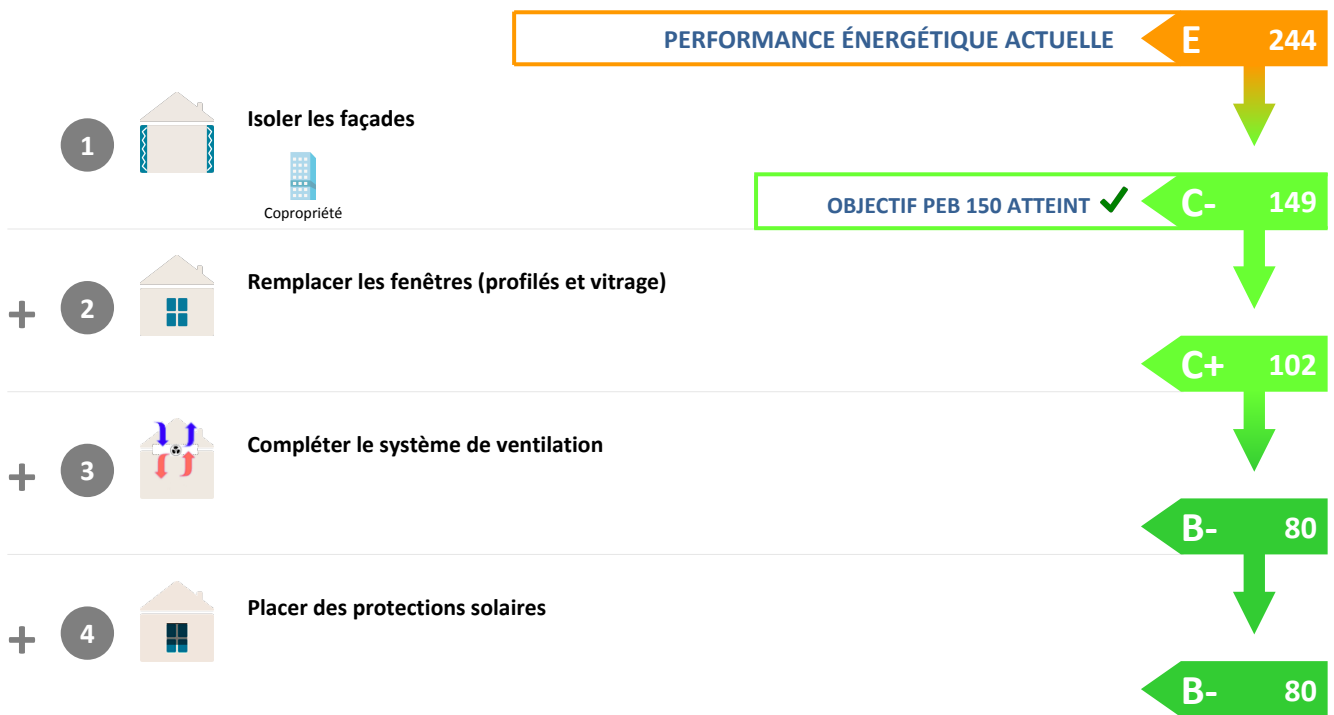 PERFORMANCE ÉNERGÉTIQUE ACTUELLE E 244
1 Isoler les façades
Copropriété
OBJECTIF PEB 150 ATTEINT ✔ C- 149
+ 2 Remplacer les fenêtres (profilés et vitrage)
C+ 102
+ 3 Compléter le système de ventilation
B- 80
+ 4 Placer des protections solaires
B- 80